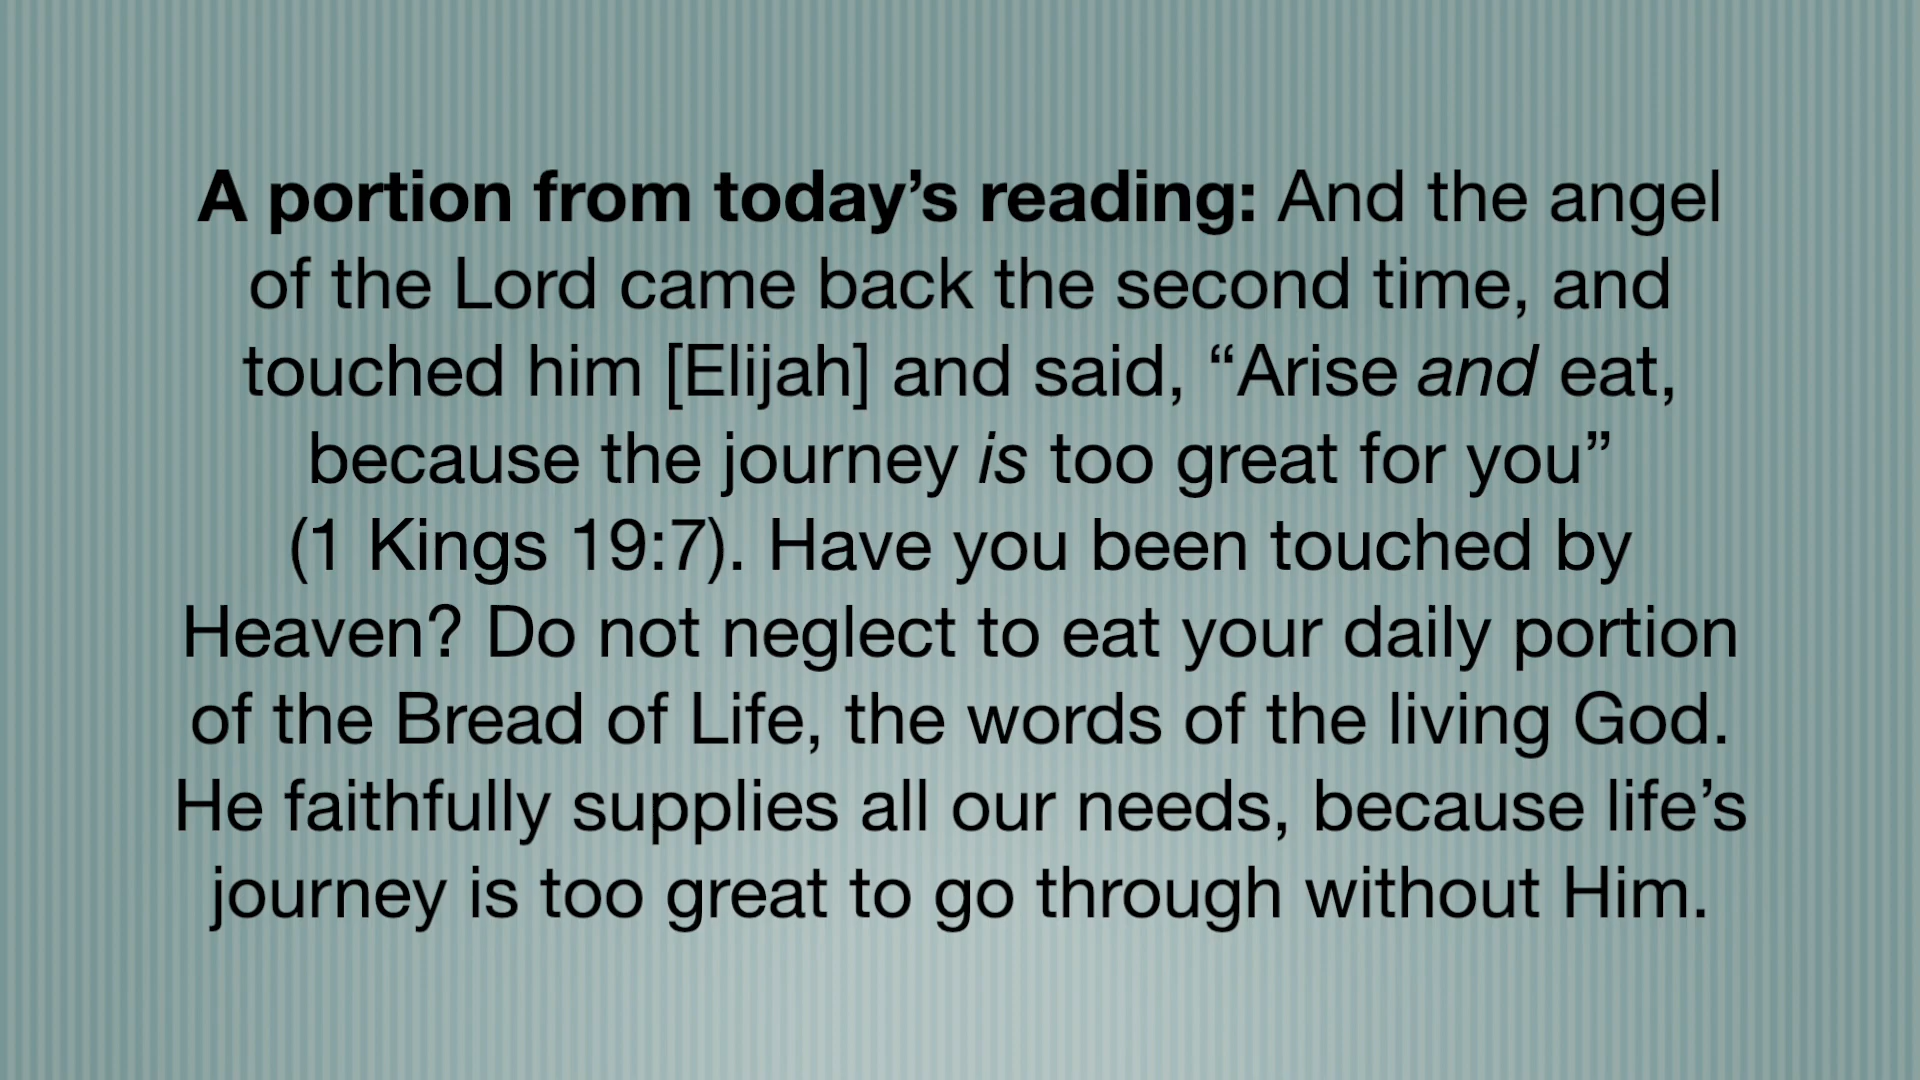 A portion from today’s reading: And the angel
of the Lord came back the second time, and
touched him [Elijah] and said, “Arise and eat,
because the journey is too great for you”
(1 Kings 19:7). Have you been touched by
Heaven? Do not neglect to eat your daily portion
of the Bread of Life, the words of the living God.
He faithfully supplies all our needs, because life’s
journey is too great to go through without Him.